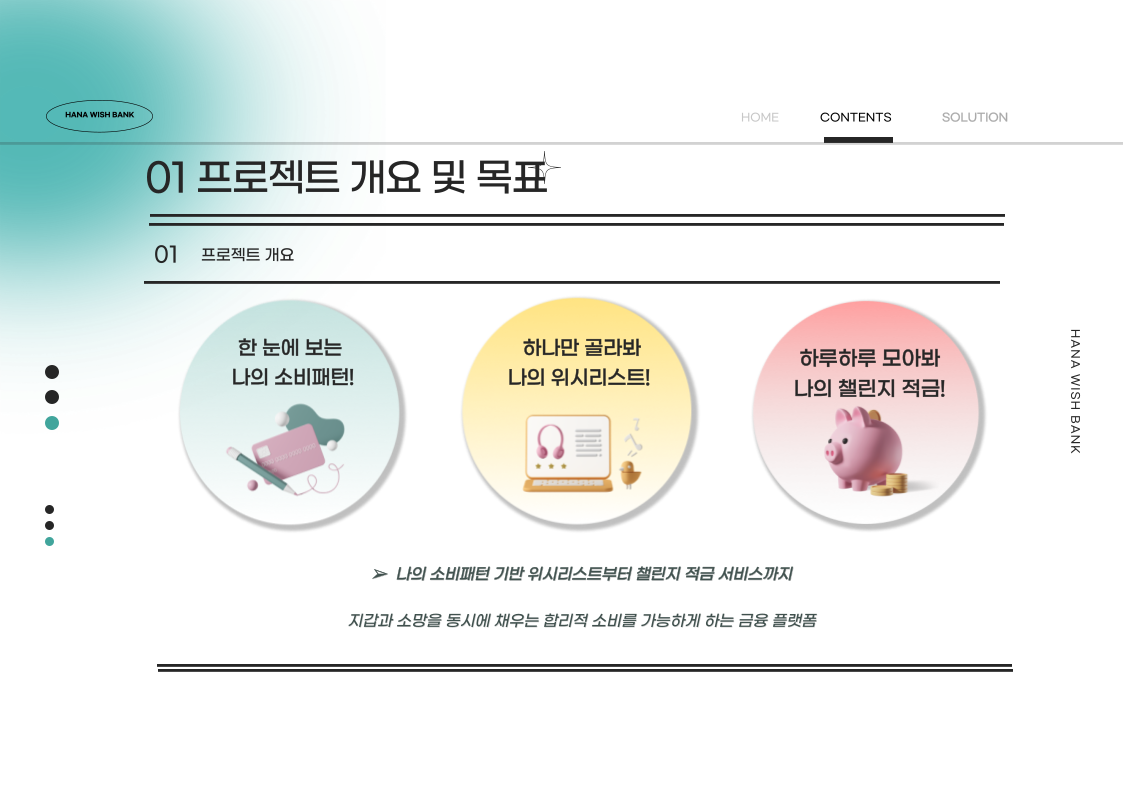 HANA WISH BANK
HOME CONTENTS SOLUTION
01 프로젝트 개요 및 목표
01 프로젝트 개요
한 눈에 보는
나의 소비패턴!
하나만 골라봐
나의 위시리스트!
하루하루 모아봐
나의 챌린지 적금!
➢ 나의 소비패턴 기반 위시리스트부터 챌린지 적금 서비스까지
지갑과 소망을 동시에 채우는 합리적 소비를 가능하게 하는 금융 플랫폼
HANA WISH BANK